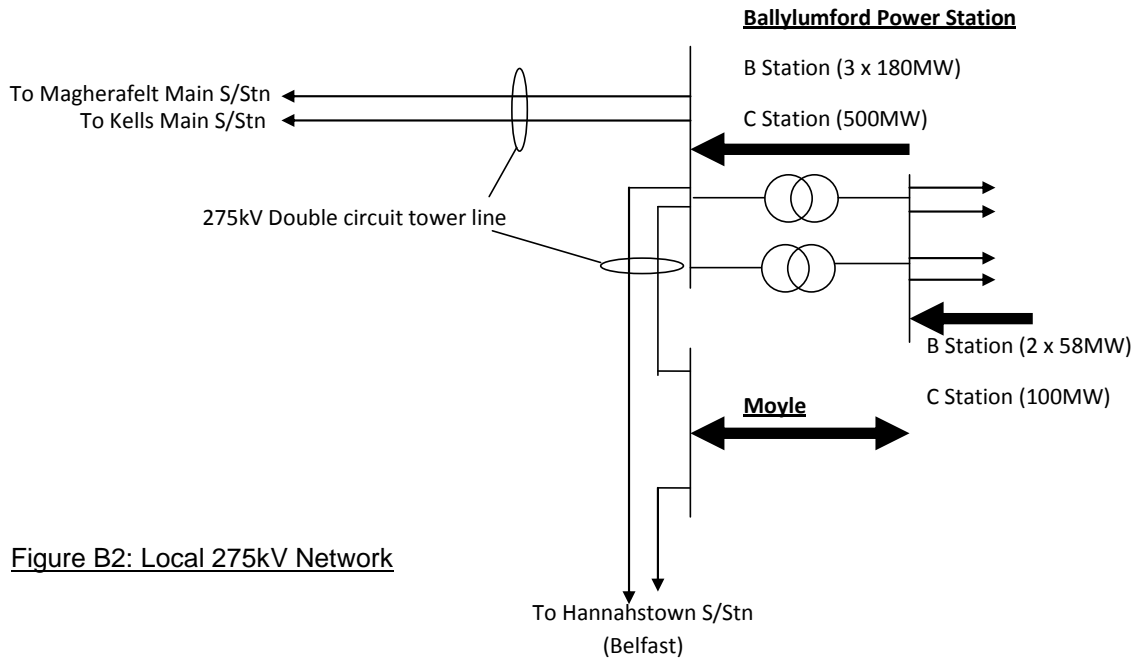 Ballylumford Power Station
B Station (3 x 180MW)
To Magherafelt Main S/Stn
To Kells Main S/Stn
C Station (500MW)
275kV Double circuit tower line
B Station (2 x 58MW)
C Station (100MW)
Moyle
Figure B2: Local 275kV Network
To Hannahstown S/Stn
(Belfast)